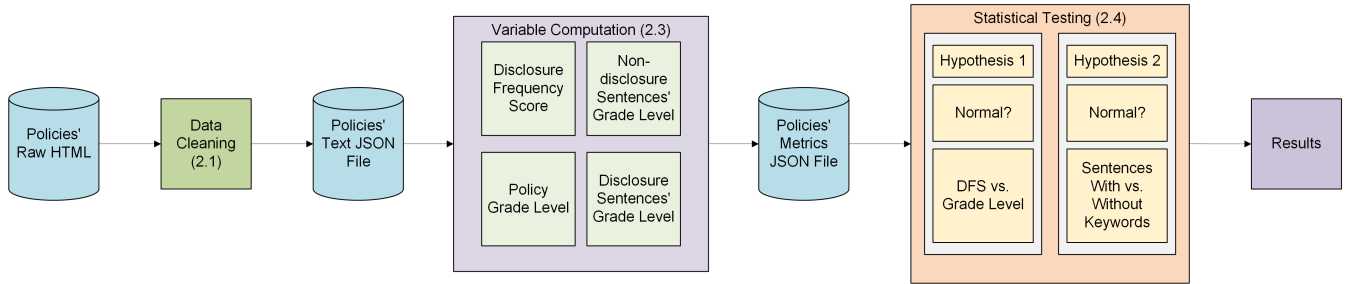 Policies'
Raw HTML
Data
Cleaning
(2.1)
Policies'
Text JSON
File
Variable Computation (2.3)
Disclosure
Frequency
Score
Non-
disclosure
Sentences'
Grade Level
Policy
Grade Level
Disclosure
Sentences'
Grade Level
Policies'
Metrics
JSON File
Statistical Testing (2.4)
Hypothesis 1
Normal?
DFS vs.
Grade Level
Hypothesis 2
Normal?
Sentences
With vs.
Without
Keywords
Results